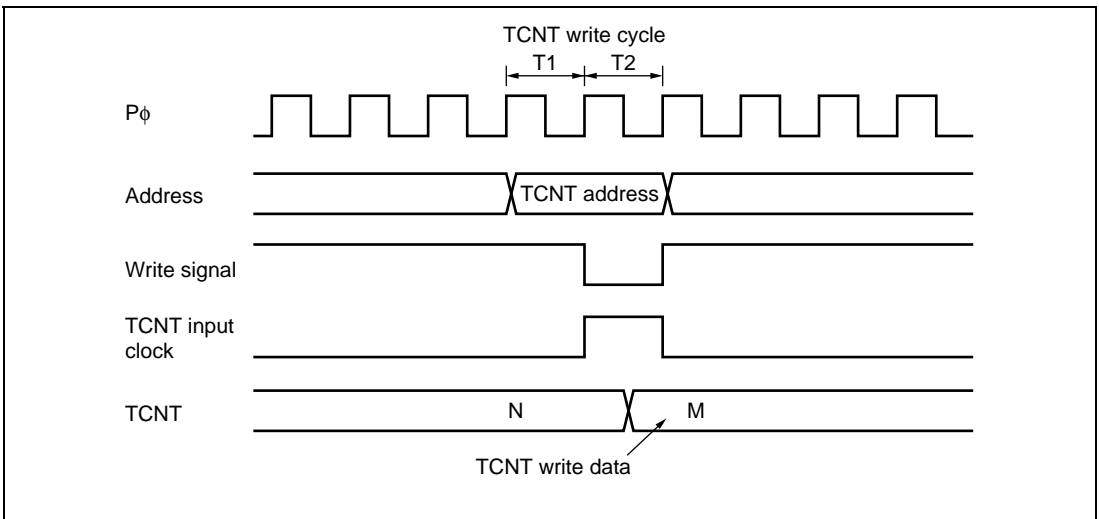 TCNT write cycle
T1 T2
Pϕ
Address
TCNT address
Write signal
TCNT input
clock
TCNT
N M
TCNT write data